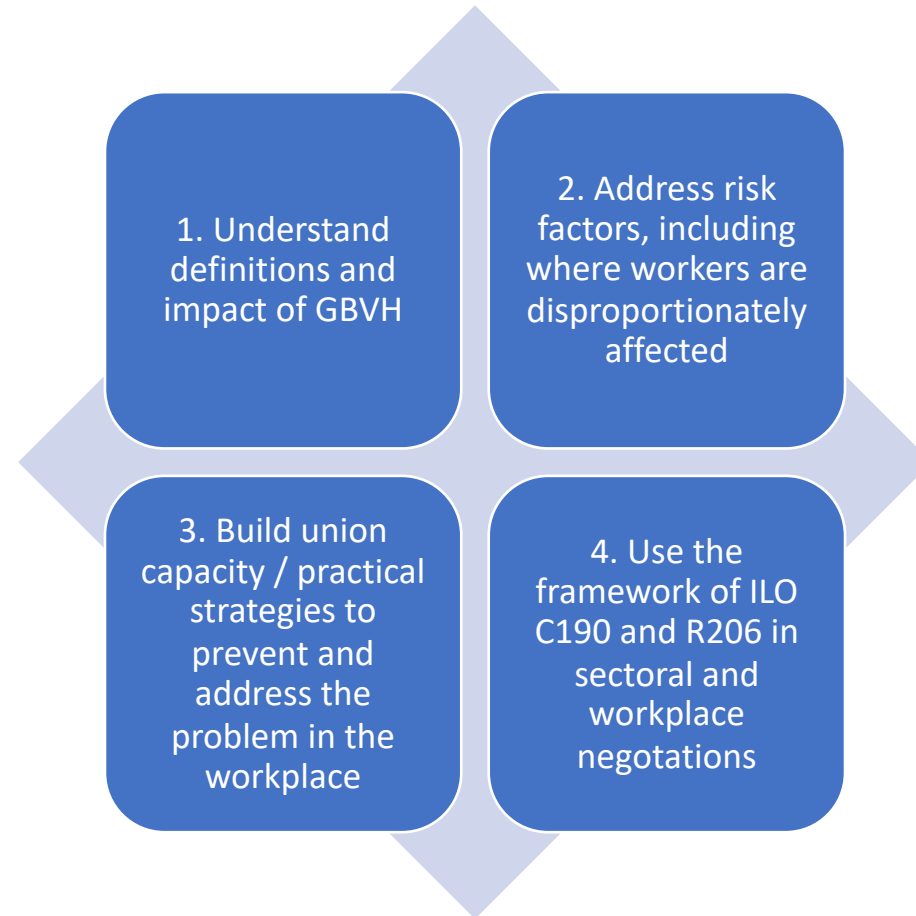 1. Understand
definitions and
impact of GBVH
2. Address risk
factors, including
where workers are
disproportionately
affected
3. Build union
capacity / practical
strategies to
prevent and
address the
problem in the
workplace
4. Use the
framework of ILO
C190 and R206 in
sectoral and
workplace
negotations